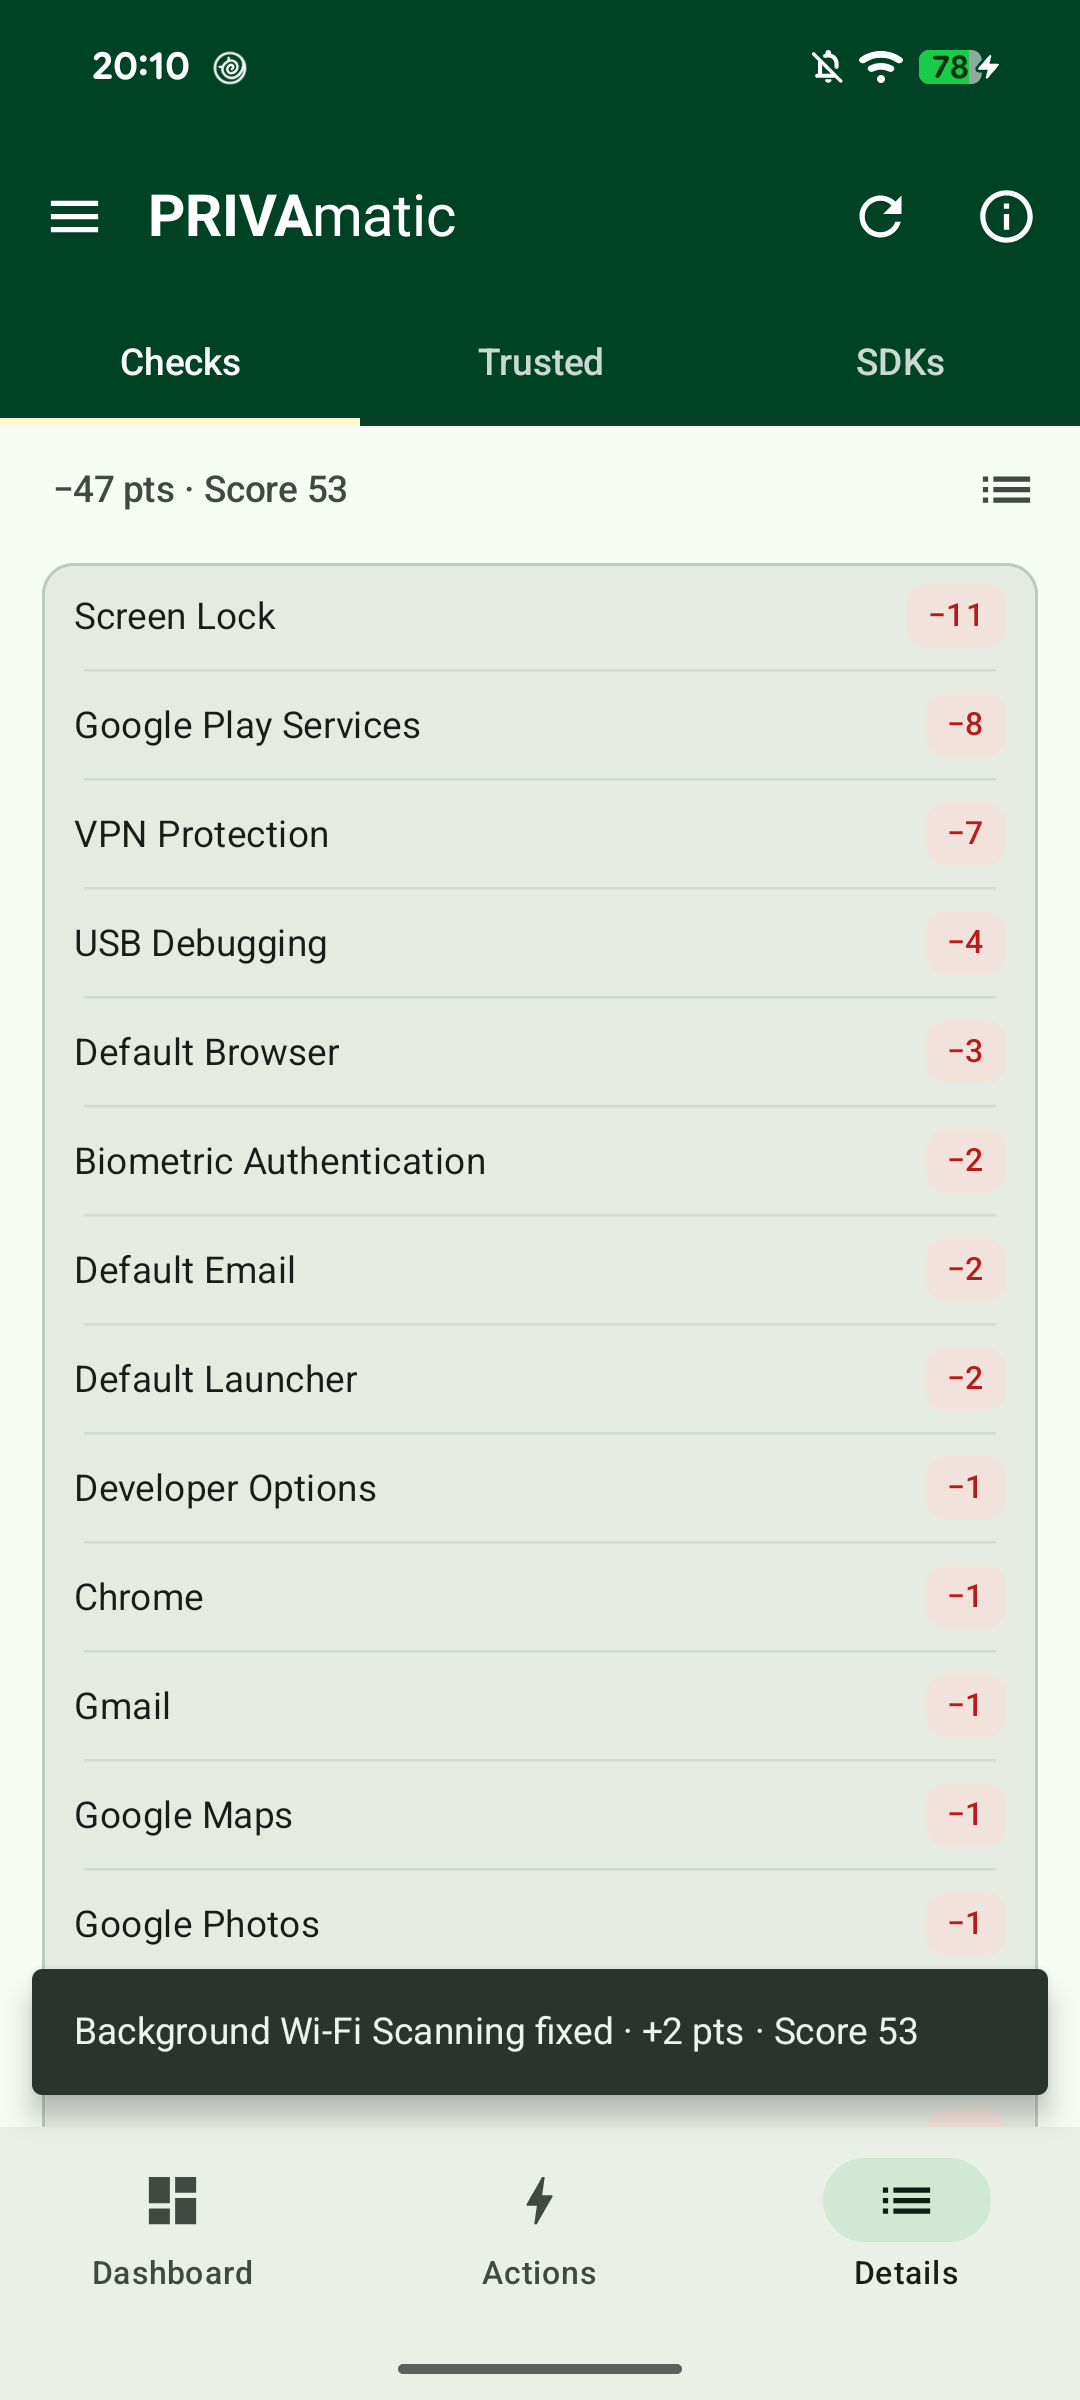 20:10
78
PRIVAmatic
Checks
Trusted
SDKs
−47 pts · Score 53
Screen Lock −11
Google Play Services −8
VPN Protection −7
USB Debugging −4
Default Browser −3
Biometric Authentication −2
Default Email −2
Default Launcher −2
Developer Options −1
Chrome −1
Gmail −1
Google Maps −1
Google Photos −1
Background Wi-Fi Scanning fixed · +2 pts · Score 53
Dashboard
Actions
Details